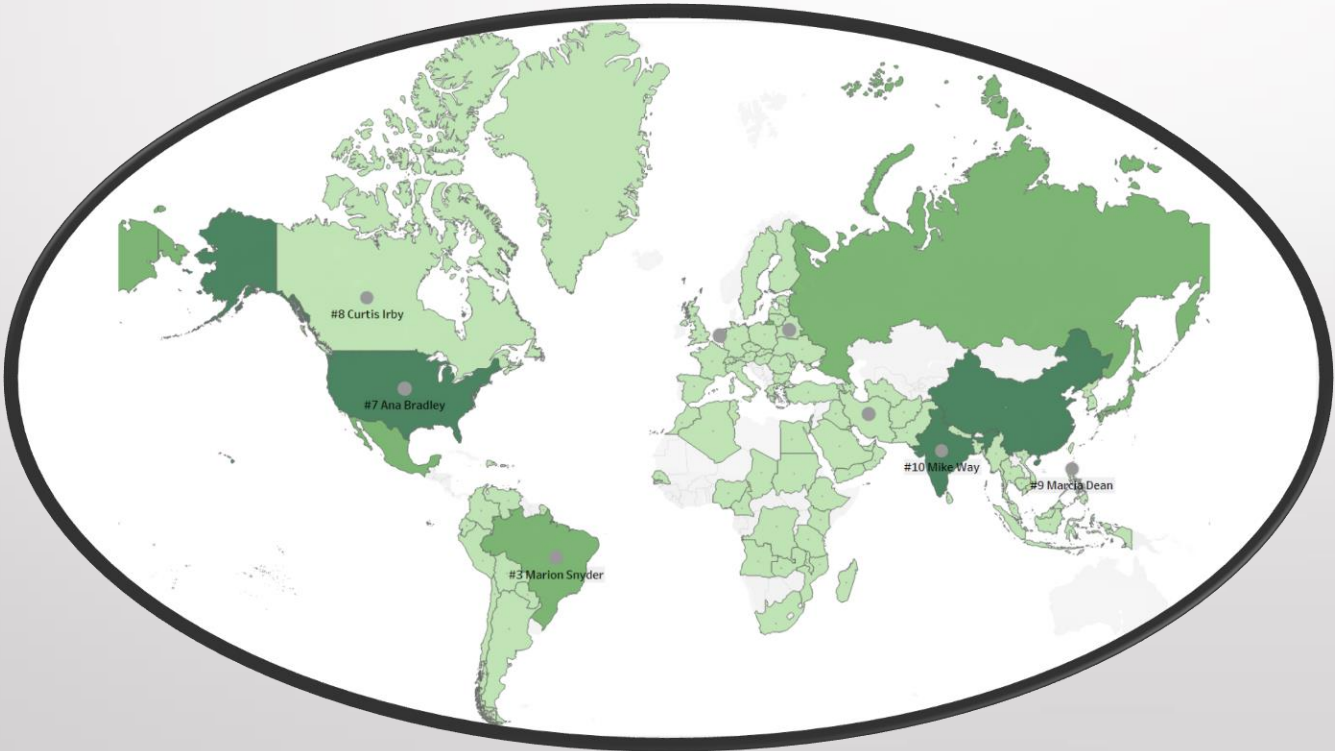 #8 Curtis Irby
#7 Ana Bradley
#10 Mike Way
#9 Marcia Dean
#3 Marion Snyder